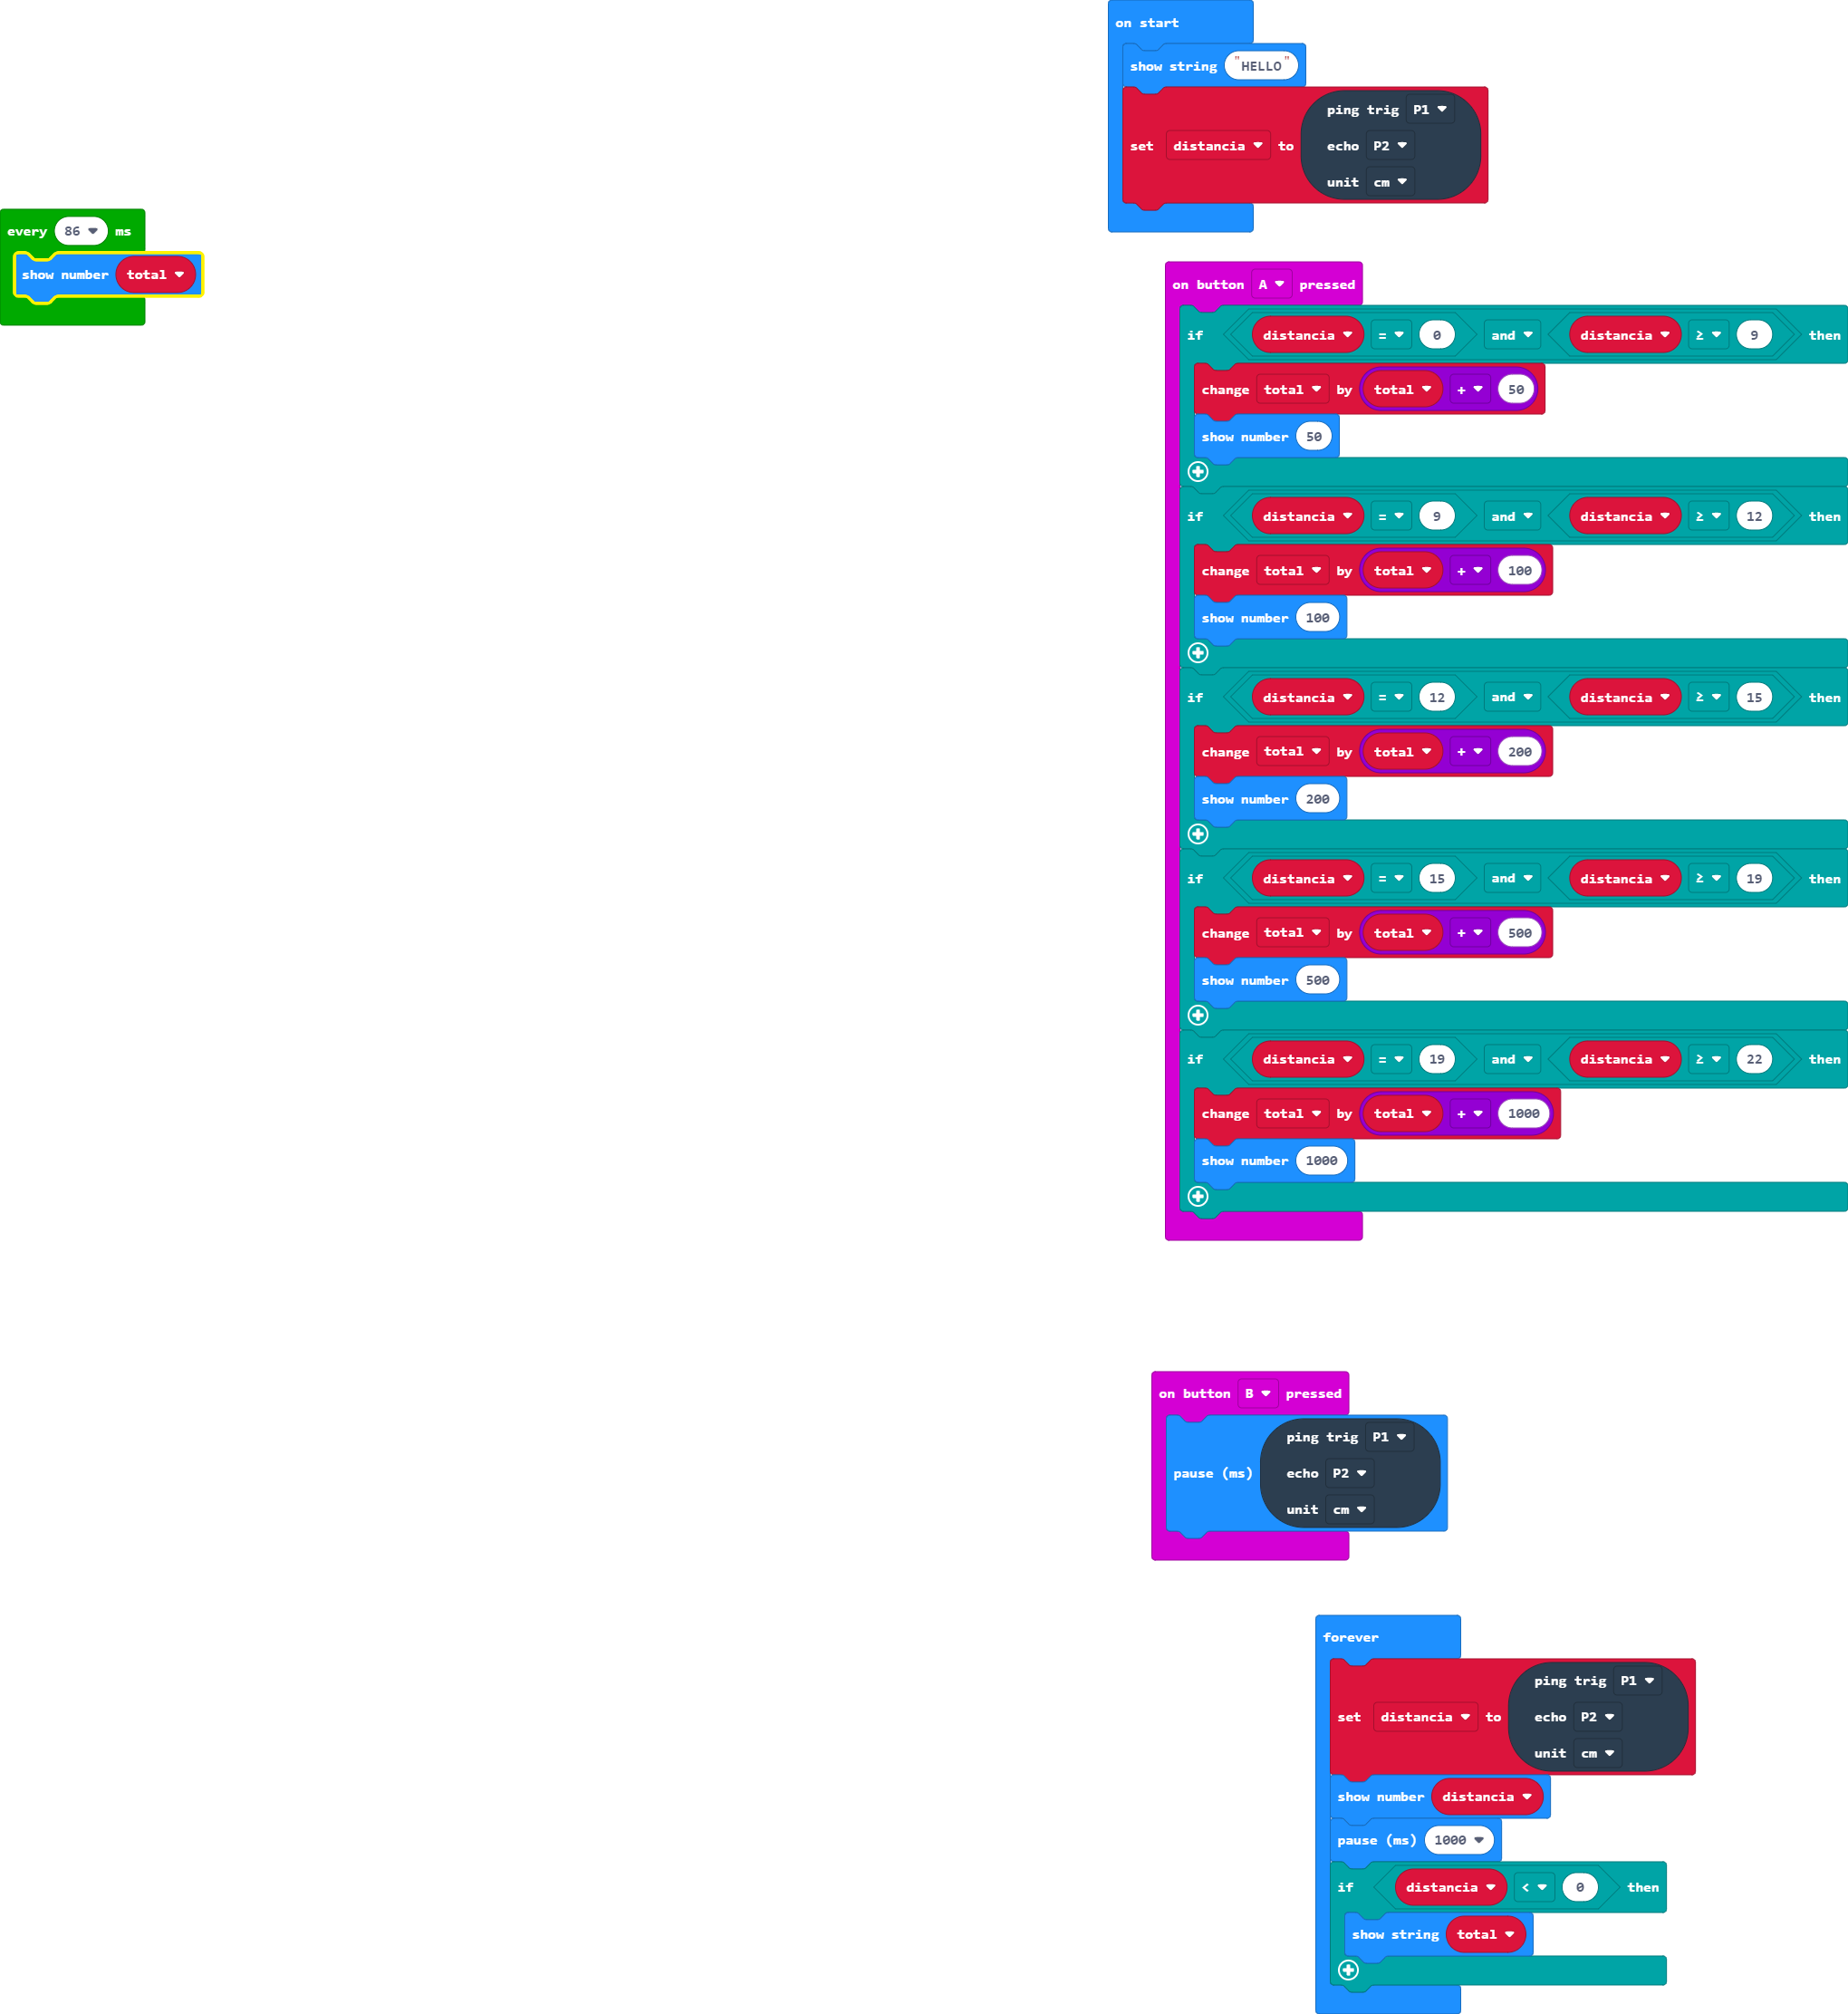 on start
show string "HELLO"
set distancia to ping trig P1
echo P2
unit cm
every 86 ms
show number total
on button A pressed
if distancia = 0 and distancia ≥ 9 then
change total by total + 50
show number 50
if distancia = 9 and distancia ≥ 12 then
change total by total + 100
show number 100
if distancia = 12 and distancia ≥ 15 then
change total by total + 200
show number 200
if distancia = 15 and distancia ≥ 19 then
change total by total + 500
show number 500
if distancia = 19 and distancia ≥ 22 then
change total by total + 1000
show number 1000
on button B pressed
pause (ms) ping trig P1
echo P2
unit cm
forever
set distancia to ping trig P1
echo P2
unit cm
show number distancia
pause (ms) 1000
if distancia < 0 then
show string total